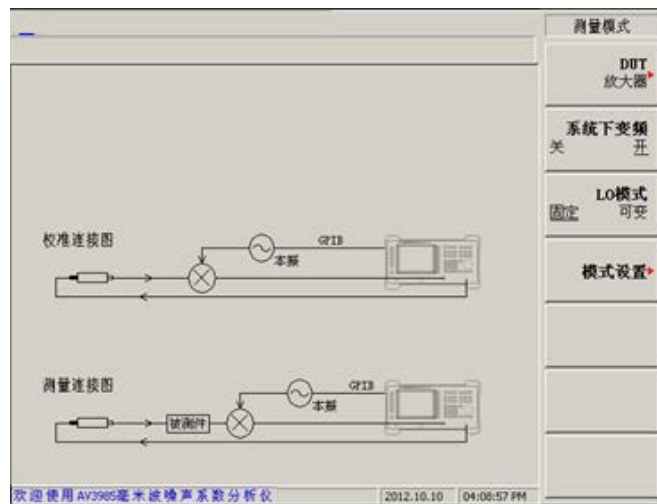 测量模式
DUT
放大器
系统下变频
关 开
LO模式
固定 可变
模式设置
校准连接图
GPIB
本振
测量连接图
GPIB
本振
被测件
欢迎使用AV3985毫米波噪声系数分析仪
2012.10.10 04:08:57 PM